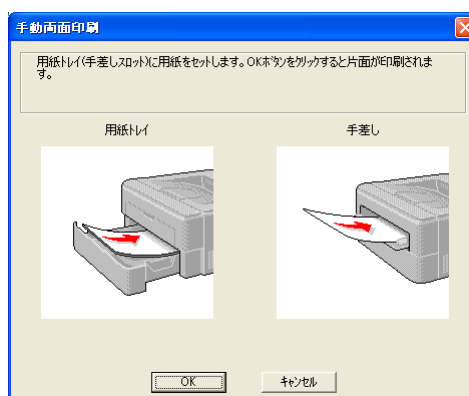 手動両面印刷
用紙ﾄﾚｲ(手差しｽﾛｯﾄ)に用紙をｾｯﾄします。OKﾎﾞﾀﾝをｸﾘｯｸすると片面が印刷されま
す。
用紙ﾄﾚｲ 手差し
OK ｷｬﾝｾﾙ